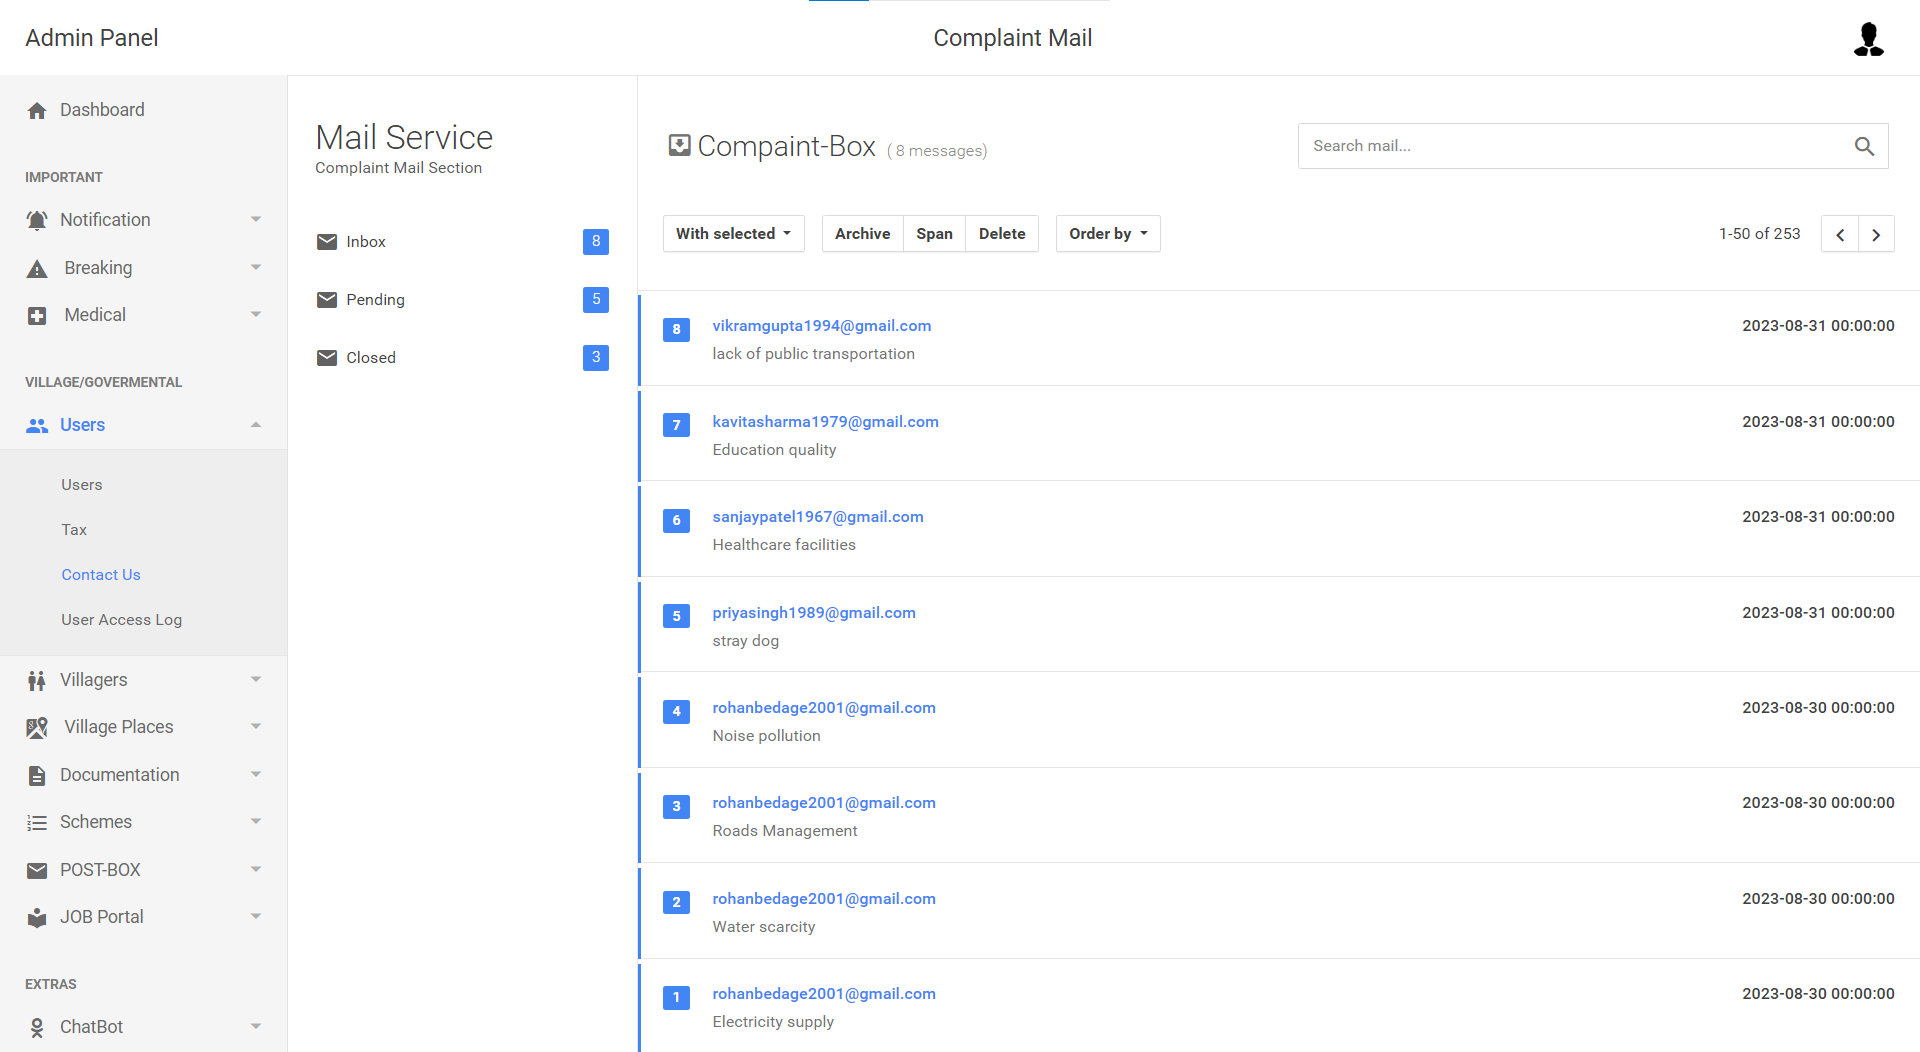 Admin Panel
Complaint Mail
Dashboard
IMPORTANT
Notification
Breaking
Medical
VILLAGE/GOVERMENTAL
Users
Users
Tax
Contact Us
User Access Log
Villagers
Village Places
Documentation
Schemes
POST-BOX
JOB Portal
EXTRAS
ChatBot
Mail Service
Complaint Mail Section
Inbox 8
Pending 5
Closed 3
Compaint-Box ( 8 messages)
Search mail...
With selected Archive Span Delete Order by 1-50 of 253
8 vikramgupta1994@gmail.com 2023-08-31 00:00:00
lack of public transportation
7 kavitasharma1979@gmail.com 2023-08-31 00:00:00
Education quality
6 sanjaypatel1967@gmail.com 2023-08-31 00:00:00
Healthcare facilities
5 priyasingh1989@gmail.com 2023-08-31 00:00:00
stray dog
4 rohanbedage2001@gmail.com 2023-08-30 00:00:00
Noise pollution
3 rohanbedage2001@gmail.com 2023-08-30 00:00:00
Roads Management
2 rohanbedage2001@gmail.com 2023-08-30 00:00:00
Water scarcity
1 rohanbedage2001@gmail.com 2023-08-30 00:00:00
Electricity supply